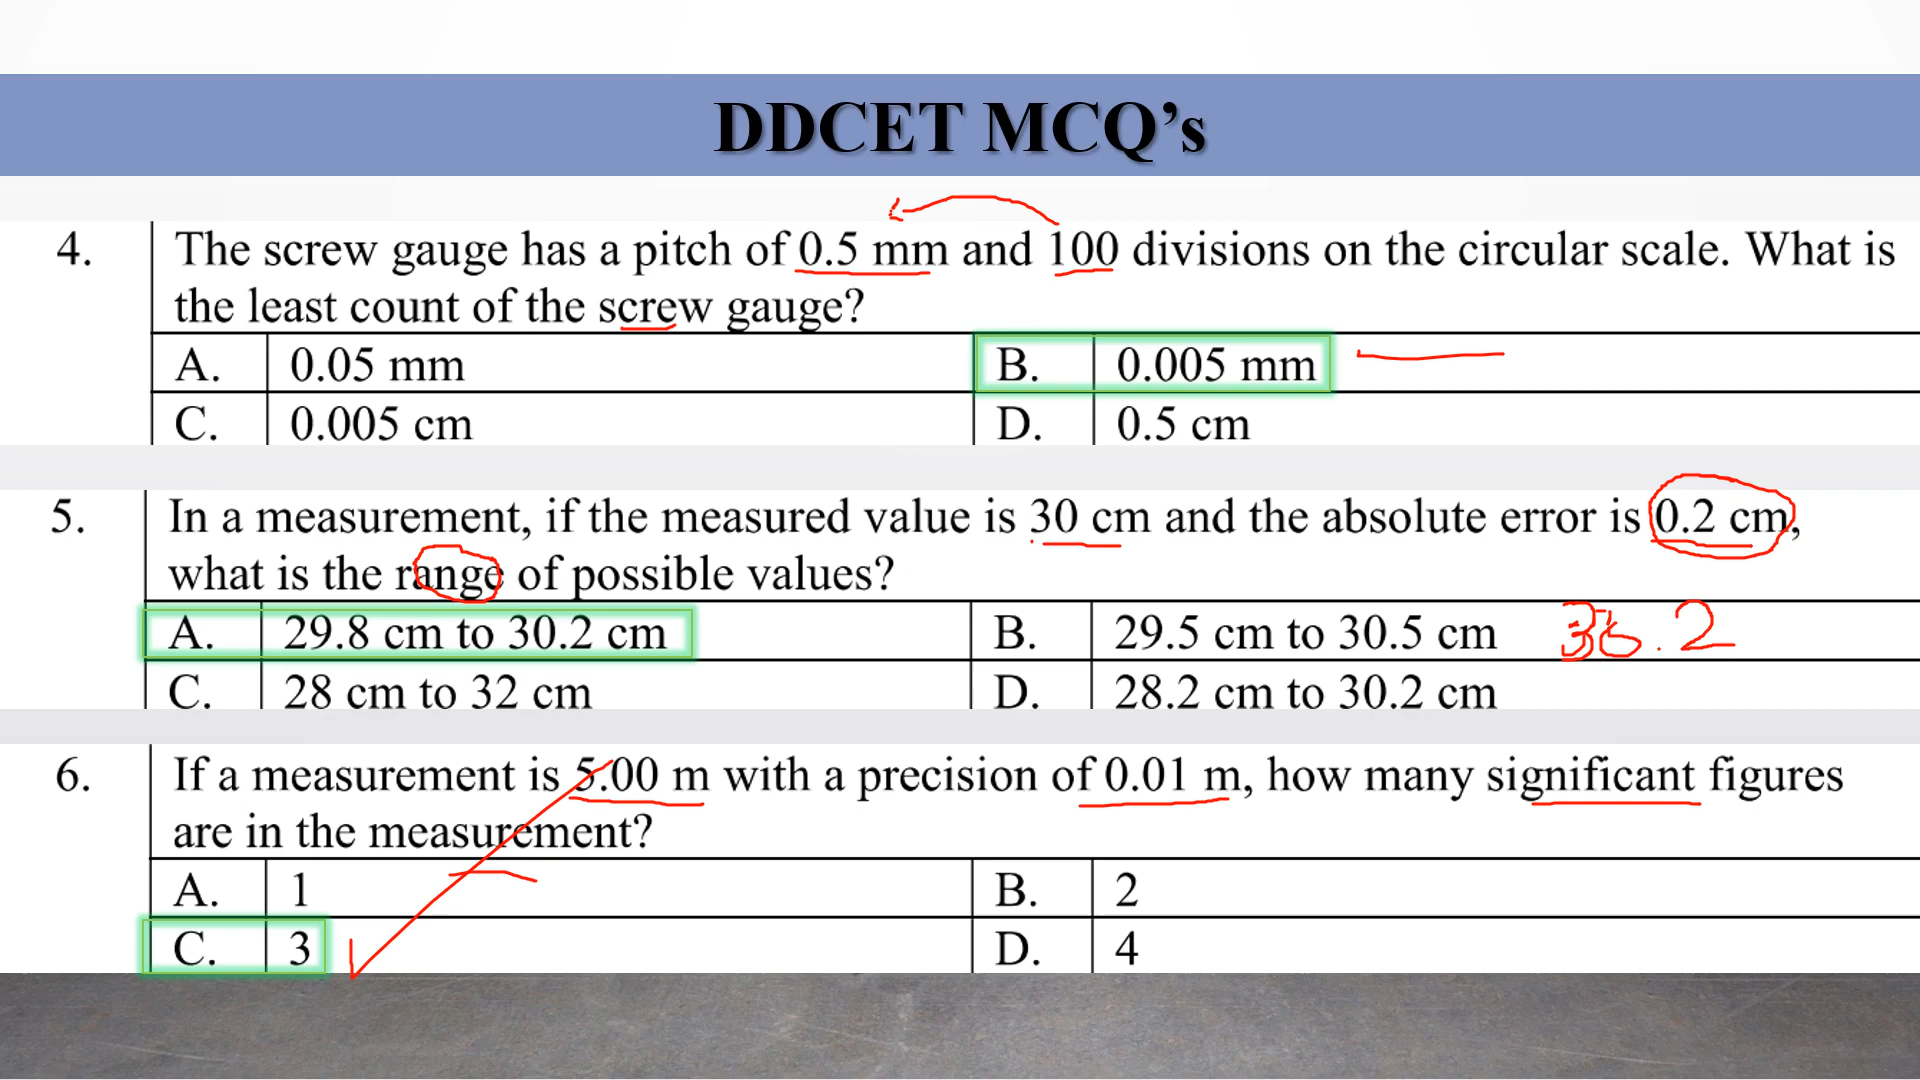 DDCET MCQ’s
4. The screw gauge has a pitch of 0.5 mm and 100 divisions on the circular scale. What is
the least count of the screw gauge?
A. 0.05 mm B. 0.005 mm
C. 0.005 cm D. 0.5 cm
5. In a measurement, if the measured value is 30 cm and the absolute error is 0.2 cm,
what is the range of possible values?
A. 29.8 cm to 30.2 cm B. 29.5 cm to 30.5 cm 30.2
C. 28 cm to 32 cm D. 28.2 cm to 30.2 cm
6. If a measurement is 5.00 m with a precision of 0.01 m, how many significant figures
are in the measurement?
A. 1 B. 2
C. 3 D. 4